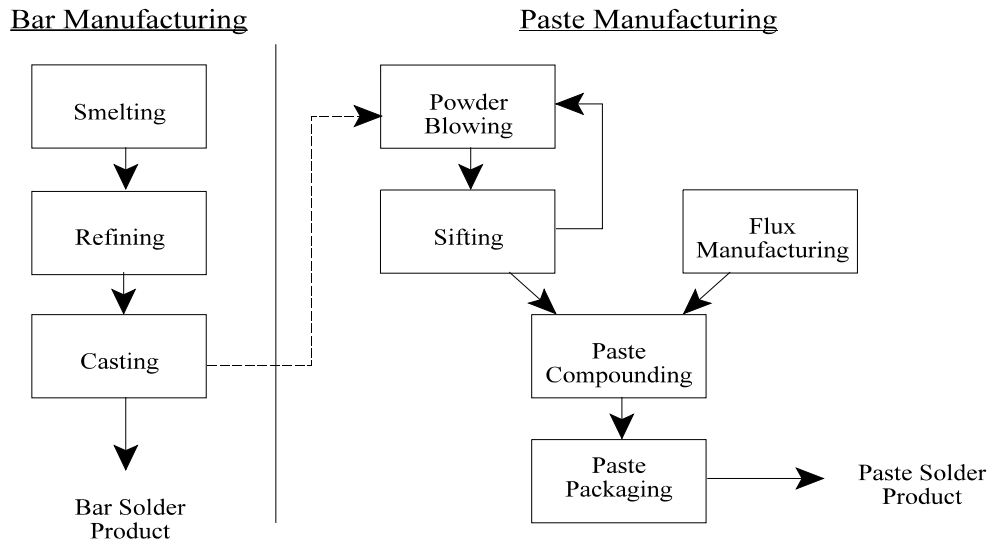 Bar Manufacturing
Smelting
Refining
Casting
Bar Solder
Product
Paste Manufacturing
Powder
Blowing
Sifting
Flux
Manufacturing
Paste
Compounding
Paste
Packaging
Paste Solder
Product